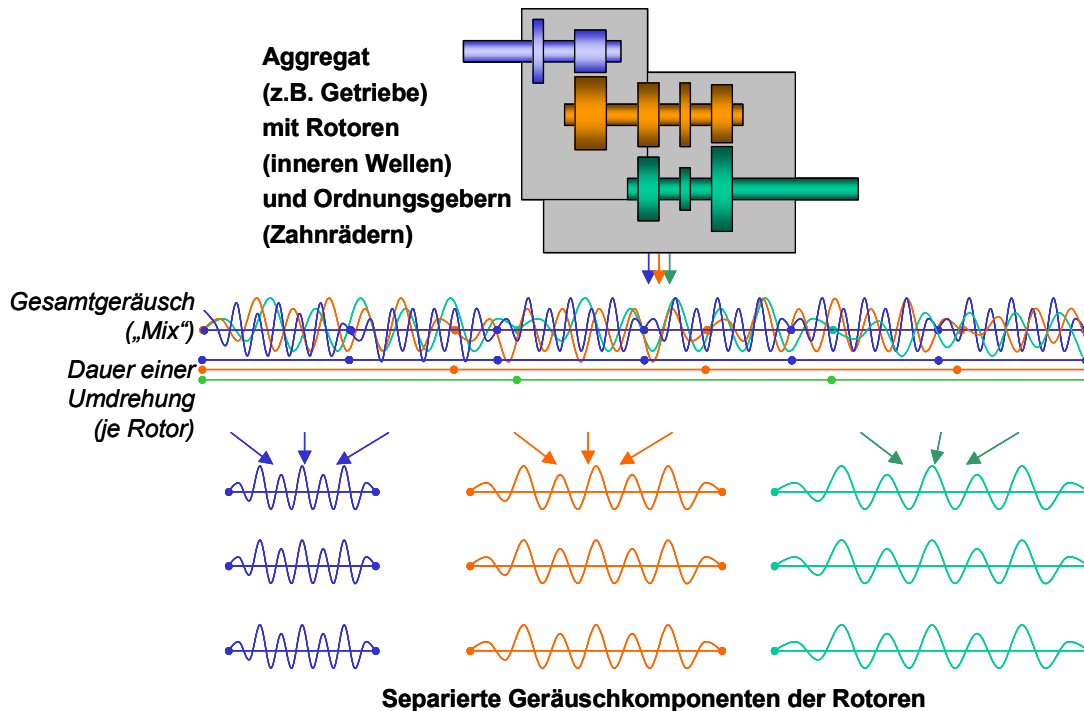 Aggregat
(z.B. Getriebe)
mit Rotoren
(inneren Wellen)
und Ordnungsgebern
(Zahnrädern)
Gesamtgeräusch
(„Mix“)
Dauer einer
Umdrehung
(je Rotor)
Separierte Geräuschkomponenten der Rotoren